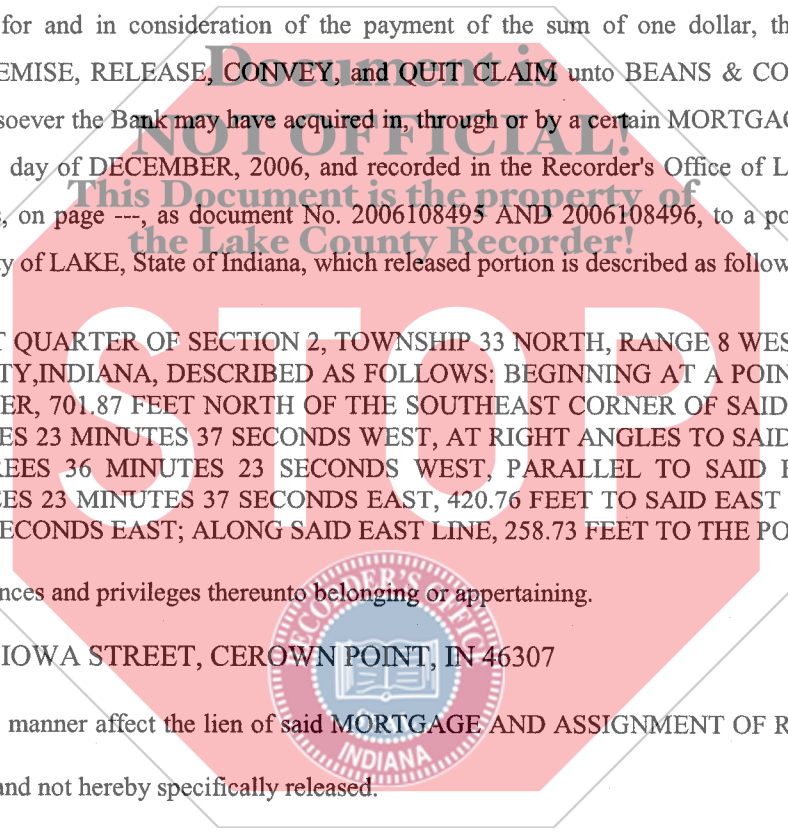 for and in consideration of the payment of the sum of one dollar, th
EMISE, RELEASE, CONVEY, and QUIT CLAIM unto BEANS & CO
soever the Bank may have acquired in, through or by a certain MORTGAG
day of DECEMBER, 2006, and recorded in the Recorder's Office of L
s, on page ---, as document No. 2006108495 AND 2006108496, to a po
ty of LAKE, State of Indiana, which released portion is described as follow
Document is
NOT OFFICIAL!
This Document is the property of
the Lake County Recorder!
STOP
T QUARTER OF SECTION 2, TOWNSHIP 33 NORTH, RANGE 8 WES
TY,INDIANA, DESCRIBED AS FOLLOWS: BEGINNING AT A POIN
ER, 701.87 FEET NORTH OF THE SOUTHEAST CORNER OF SAID
ES 23 MINUTES 37 SECONDS WEST, AT RIGHT ANGLES TO SAID
REES 36 MINUTES 23 SECONDS WEST, PARALLEL TO SAID E
ES 23 MINUTES 37 SECONDS EAST, 420.76 FEET TO SAID EAST
ECONDS EAST; ALONG SAID EAST LINE, 258.73 FEET TO THE PO
nces and privileges thereunto belonging or appertaining.
IOWA STREET, CEROWN POINT, IN 46307
manner affect the lien of said MORTGAGE AND ASSIGNMENT OF R
and not hereby specifically released.
RECORDER'S OFFICE
INDIANA